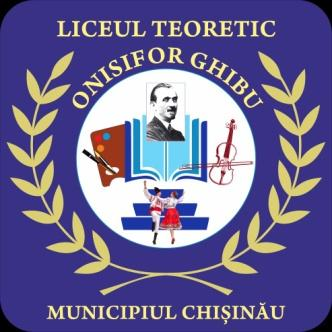 LICEUL TEORETIC
ONISIFOR GHIBU
MUNICIPIUL CHIȘINĂU